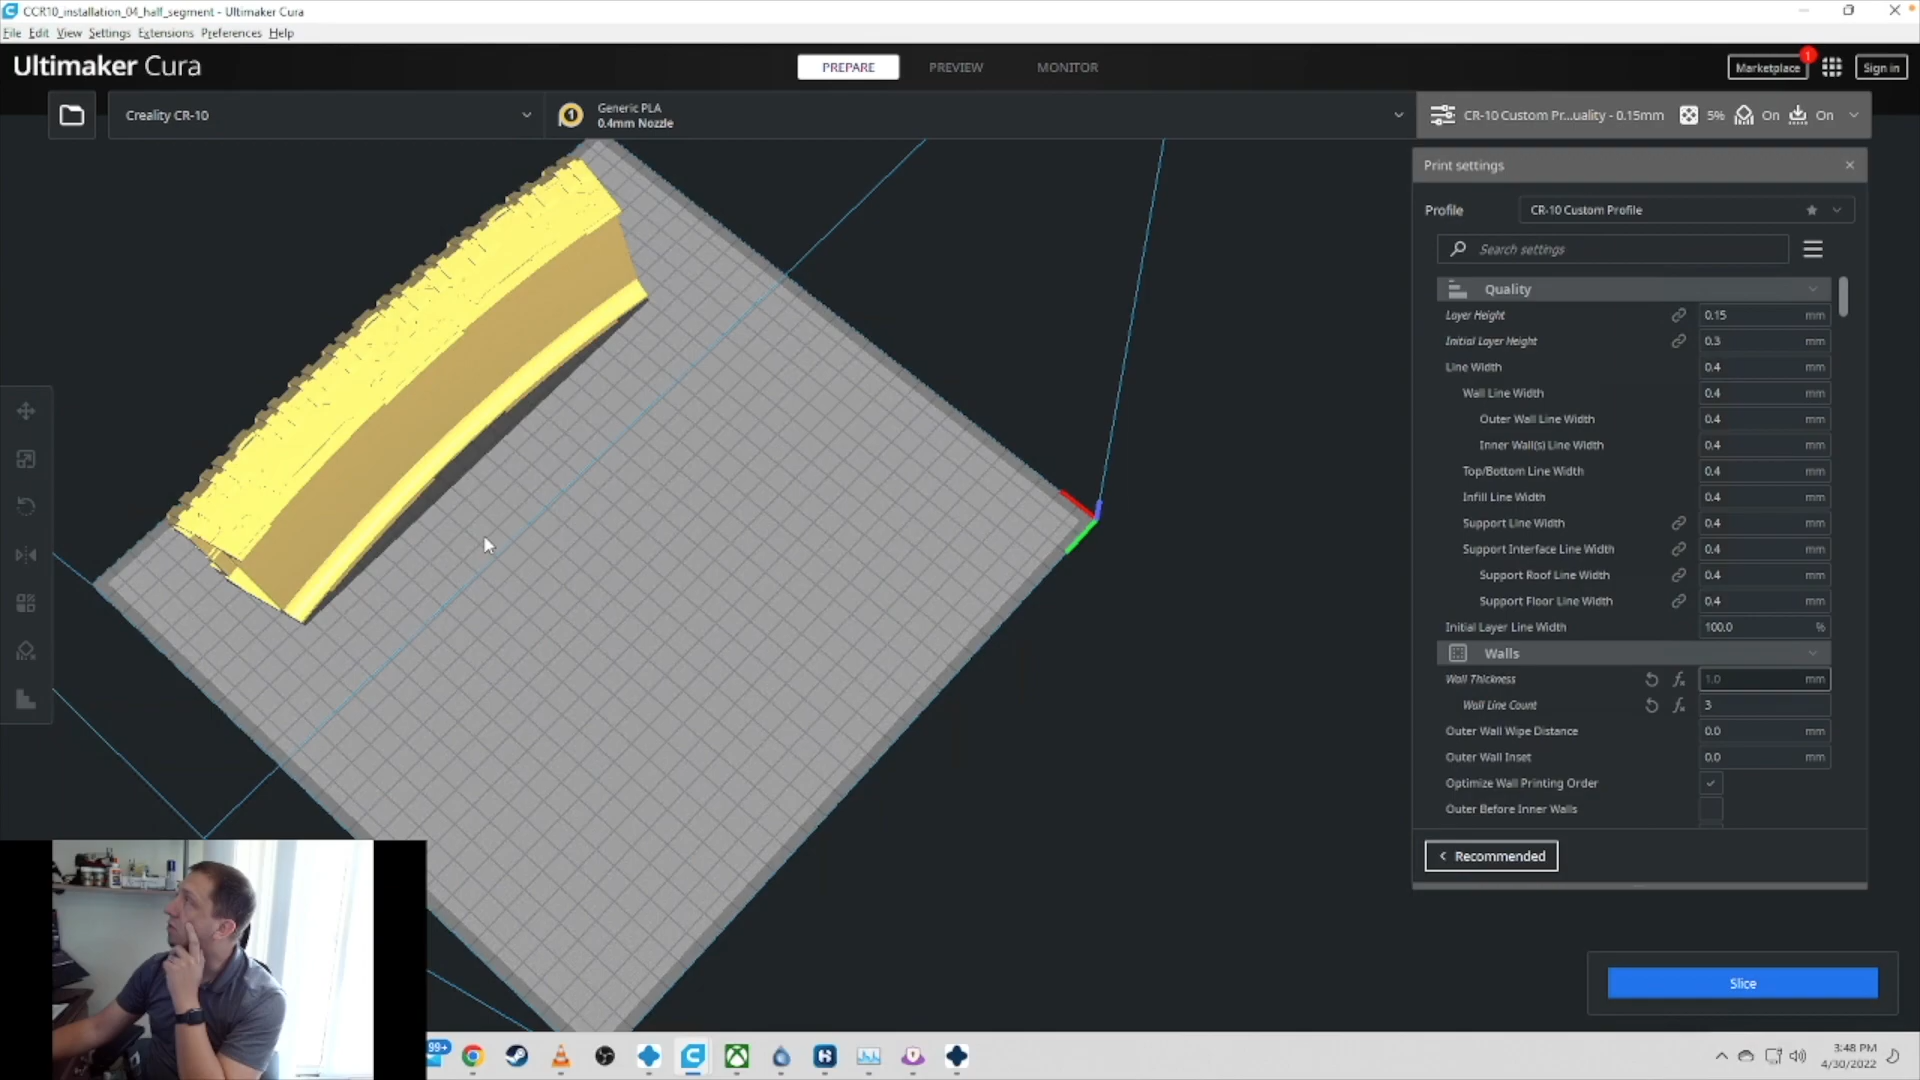 CCR10_installation_04_half_segment - Ultimaker Cura
File Edit View Settings Extensions Preferences Help
Ultimaker Cura
PREPARE PREVIEW MONITOR
Marketplace 1 Sign in
Creality CR-10
1 Generic PLA
0.4mm Nozzle
CR-10 Custom Pr...uality - 0.15mm 5% On On
Print settings
Profile CR-10 Custom Profile
Search settings
Quality
Layer Height 0.15 mm
Initial Layer Height 0.3 mm
Line Width 0.4 mm
Wall Line Width 0.4 mm
Outer Wall Line Width 0.4 mm
Inner Wall(s) Line Width 0.4 mm
Top/Bottom Line Width 0.4 mm
Infill Line Width 0.4 mm
Support Line Width 0.4 mm
Support Interface Line Width 0.4 mm
Support Roof Line Width 0.4 mm
Support Floor Line Width 0.4 mm
Initial Layer Line Width 100.0 %
Walls
Wall Thickness 1.0 mm
Wall Line Count 3
Outer Wall Wipe Distance 0.0 mm
Outer Wall Inset 0.0 mm
Optimize Wall Printing Order
Outer Before Inner Walls
Recommended
Slice
99+
3:48 PM
4/30/2022